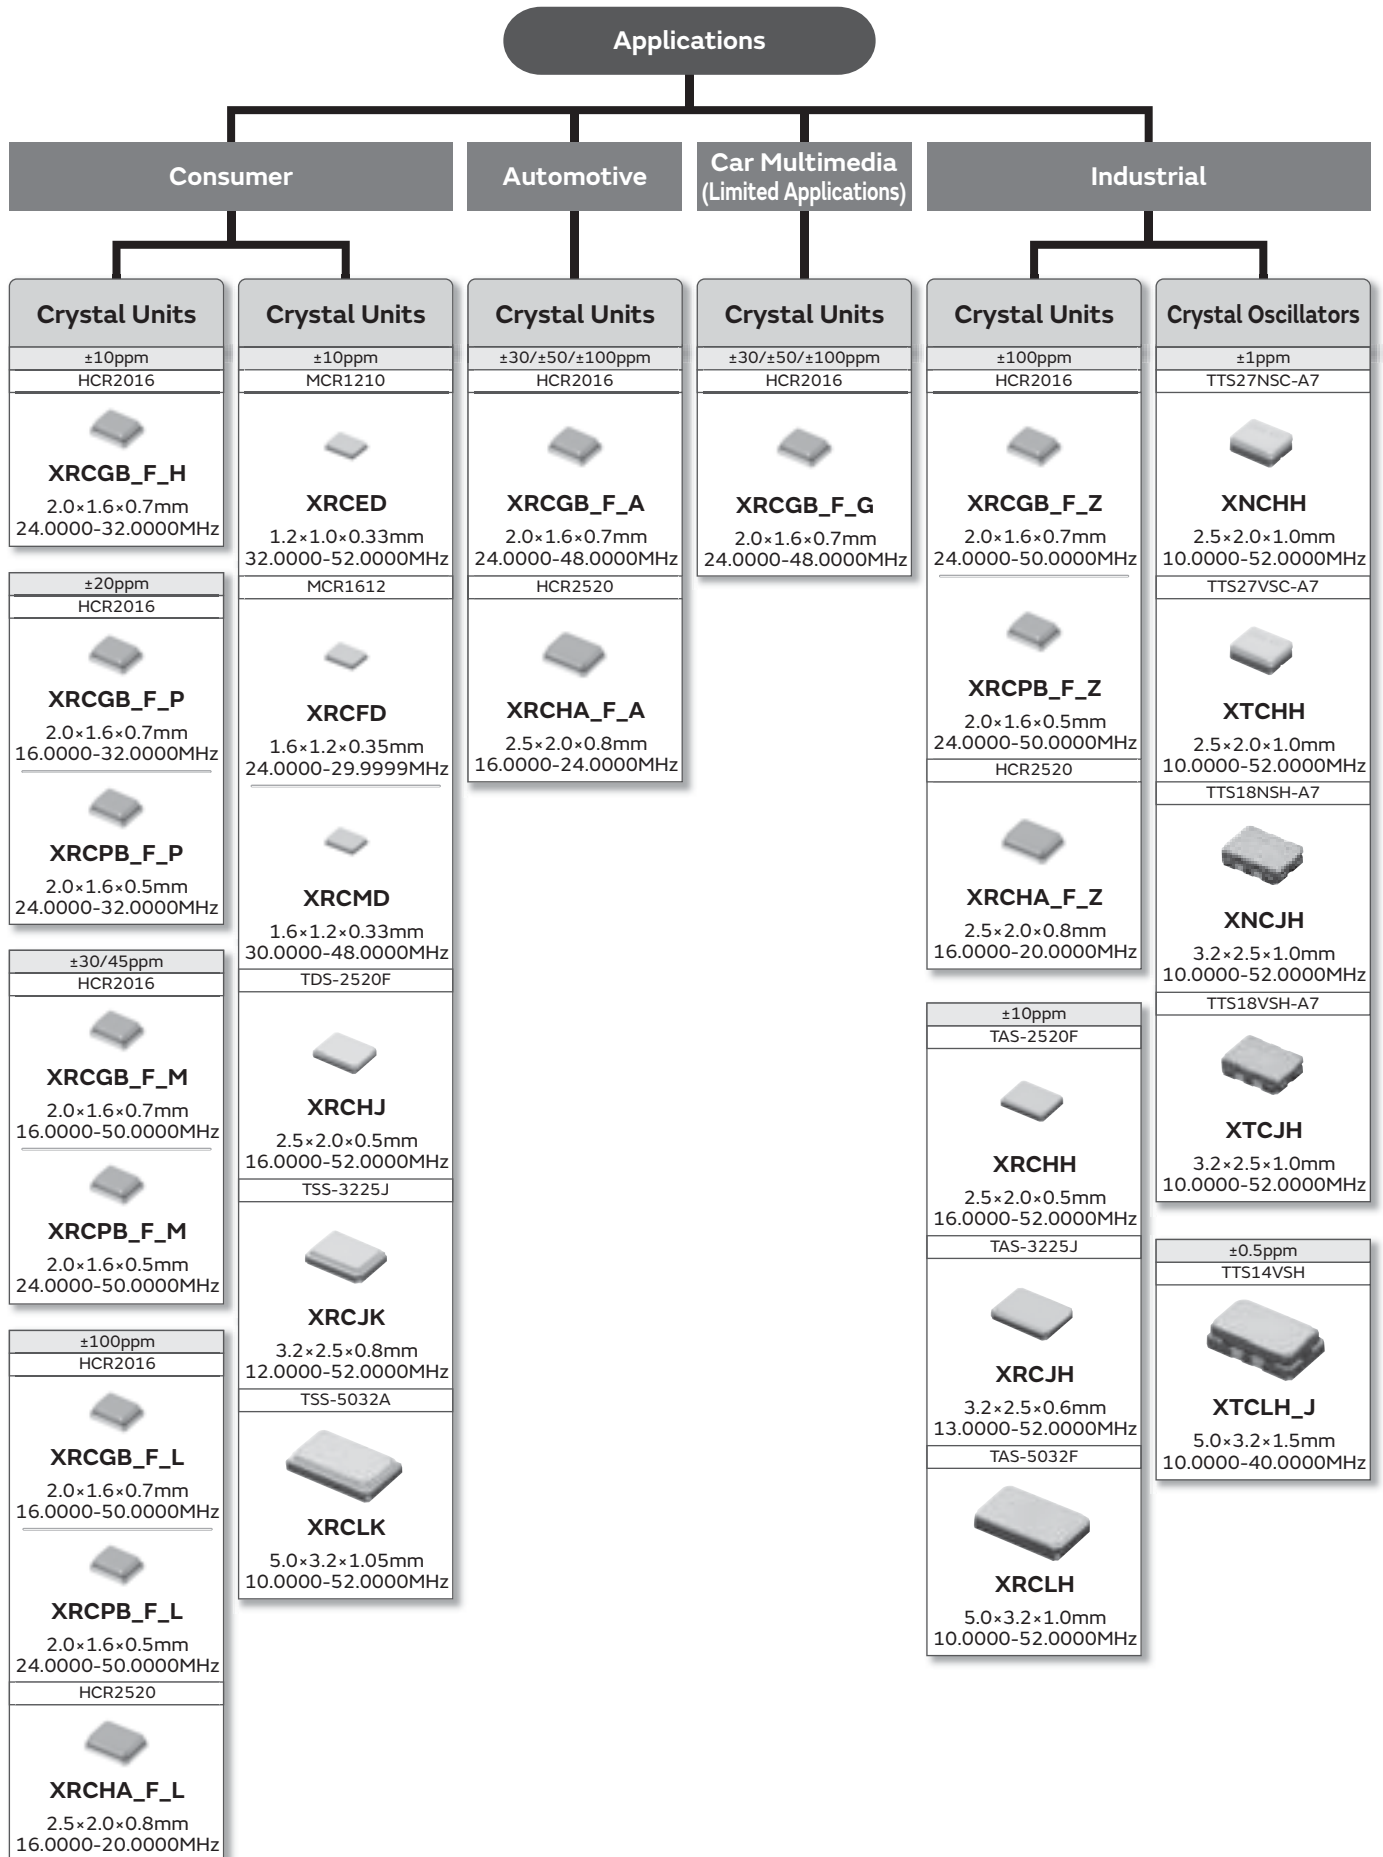 Applications
Consumer
Automotive
Car Multimedia
(Limited Applications)
Industrial
Crystal Units
±10ppm
HCR2016
XRCGB_F_H
2.0×1.6×0.7mm
24.0000-32.0000MHz
±20ppm
HCR2016
XRCGB_F_P
2.0×1.6×0.7mm
16.0000-32.0000MHz
XRCPB_F_P
2.0×1.6×0.5mm
24.0000-32.0000MHz
±30/45ppm
HCR2016
XRCGB_F_M
2.0×1.6×0.7mm
16.0000-50.0000MHz
XRCPB_F_M
2.0×1.6×0.5mm
24.0000-50.0000MHz
±100ppm
HCR2016
XRCGB_F_L
2.0×1.6×0.7mm
16.0000-50.0000MHz
XRCPB_F_L
2.0×1.6×0.5mm
24.0000-50.0000MHz
HCR2520
XRCHA_F_L
2.5×2.0×0.8mm
16.0000-20.0000MHz
Crystal Units
±10ppm
MCR1210
XRCED
1.2×1.0×0.33mm
32.0000-52.0000MHz
MCR1612
XRCFD
1.6×1.2×0.35mm
24.0000-29.9999MHz
XRCMD
1.6×1.2×0.33mm
30.0000-48.0000MHz
TDS-2520F
XRCHJ
2.5×2.0×0.5mm
16.0000-52.0000MHz
TSS-3225J
XRCJK
3.2×2.5×0.8mm
12.0000-52.0000MHz
TSS-5032A
XRCLK
5.0×3.2×1.05mm
10.0000-52.0000MHz
Crystal Units
±30/±50/±100ppm
HCR2016
XRCGB_F_A
2.0×1.6×0.7mm
24.0000-48.0000MHz
HCR2520
XRCHA_F_A
2.5×2.0×0.8mm
16.0000-24.0000MHz
Crystal Units
±30/±50/±100ppm
HCR2016
XRCGB_F_G
2.0×1.6×0.7mm
24.0000-48.0000MHz
Crystal Units
±100ppm
HCR2016
XRCGB_F_Z
2.0×1.6×0.7mm
24.0000-50.0000MHz
XRCPB_F_Z
2.0×1.6×0.5mm
24.0000-50.0000MHz
HCR2520
XRCHA_F_Z
2.5×2.0×0.8mm
16.0000-20.0000MHz
±10ppm
TAS-2520F
XRCHH
2.5×2.0×0.5mm
16.0000-52.0000MHz
TAS-3225J
XRCJH
3.2×2.5×0.6mm
13.0000-52.0000MHz
TAS-5032F
XRCLH
5.0×3.2×1.0mm
10.0000-52.0000MHz
Crystal Oscillators
±1ppm
TTS27NSC-A7
XNCHH
2.5×2.0×1.0mm
10.0000-52.0000MHz
TTS27VSC-A7
XTCHH
2.5×2.0×1.0mm
10.0000-52.0000MHz
TTS18NSH-A7
XNCJH
3.2×2.5×1.0mm
10.0000-52.0000MHz
TTS18VSH-A7
XTCJH
3.2×2.5×1.0mm
10.0000-52.0000MHz
±0.5ppm
TTS14VSH
XTCLH_J
5.0×3.2×1.5mm
10.0000-40.0000MHz